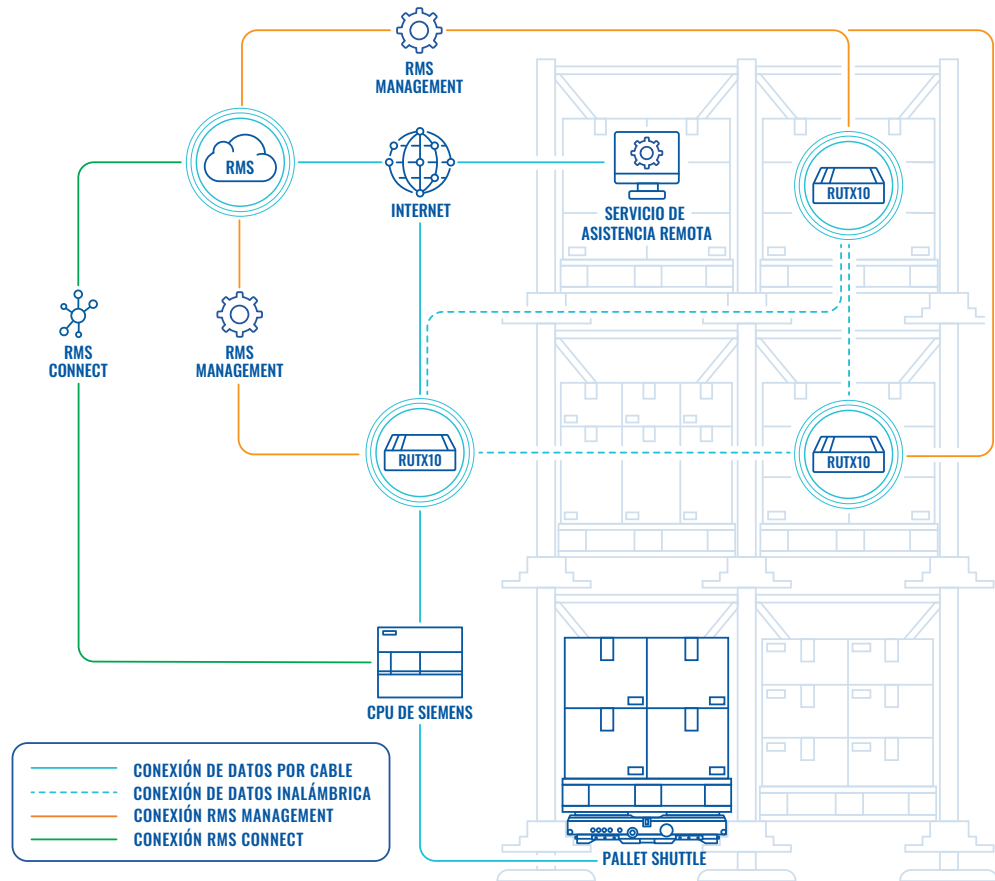 RMS
MANAGEMENT
RMS
INTERNET
SERVICIO DE
ASISTENCIA REMOTA
RUTX10
RMS
CONNECT
RMS
MANAGEMENT
RUTX10
RUTX10
CPU DE SIEMENS
CONEXIÓN DE DATOS POR CABLE
CONEXIÓN DE DATOS INALÁMBRICA
CONEXIÓN RMS MANAGEMENT
CONEXIÓN RMS CONNECT
PALLET SHUTTLE